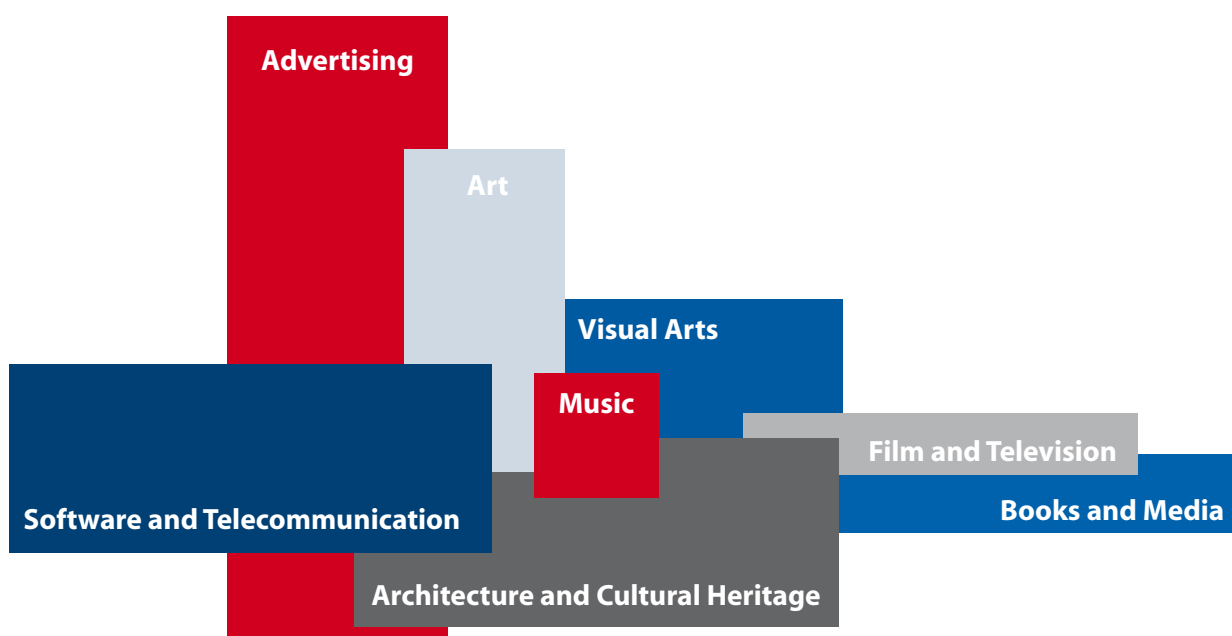 Advertising
Art
Visual Arts
Music
Film and Television
Books and Media
Software and Telecommunication
Architecture and Cultural Heritage